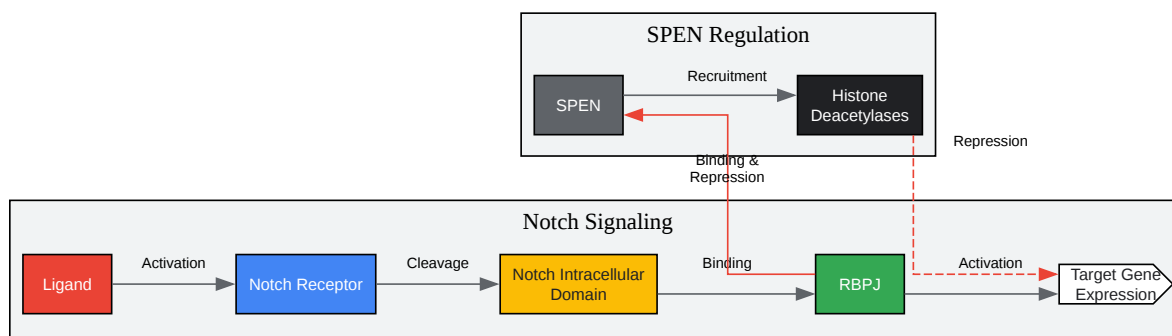 SPEN Regulation
Recruitment
SPEN
Histone
Deacetylases
Repression
Binding &
Repression
Notch Signaling
Activation
Cleavage
Binding
Activation
Ligand
Notch Receptor
Notch Intracellular
Domain
RBPJ
Target Gene
Expression